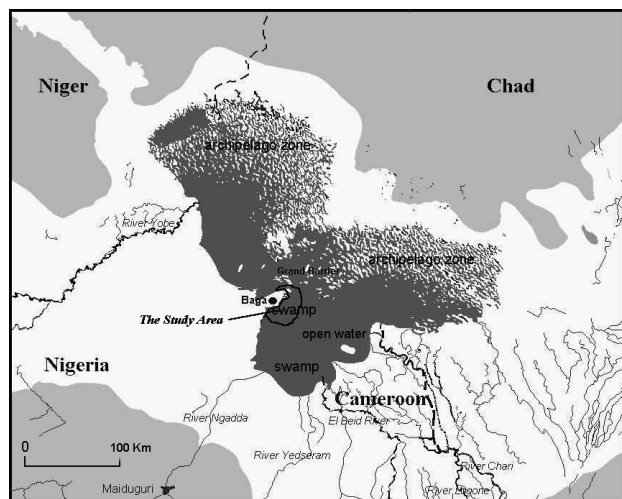 Niger
Chad
archipelago zone
River Yobe
archipelago zone
Grand Barrier
Baga
swamp
The Study Area
open water
Nigeria
swamp
Cameroon
River Ngadda
El Beid River
0 100 Km
River Yedseram
River Chari
Maiduguri
River Logone